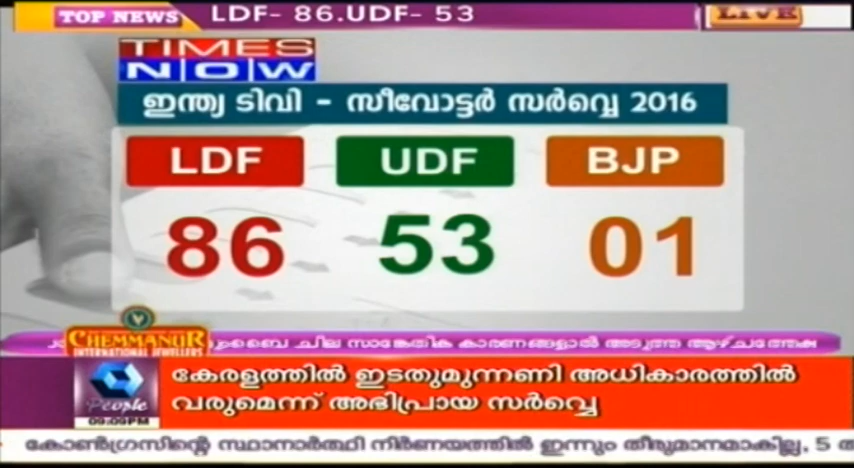 TOP NEWS LDF- 86.UDF- 53 LIVE
TIMES
NOW
ഇന്ത്യ ടിവി - സീവോട്ടർ സർവ്വെ 2016
LDF UDF BJP
86 53 01
ചില സാങ്കേതിക കാരണങ്ങളാൽ അടുത്ത
CHEMMANUR
INTERNATIONAL JEWELLERS
കേരളത്തിൽ ഇടതുമുന്നണി അധികാരത്തിൽ
വരുമെന്ന് അഭിപ്രായ സർവ്വെ
People
09:09PM
കോൺഗ്രസിന്റെ സ്ഥാനാർത്ഥി നിർണയത്തിൽ ഇന്നും തീരുമാനമാകില്ല, 5